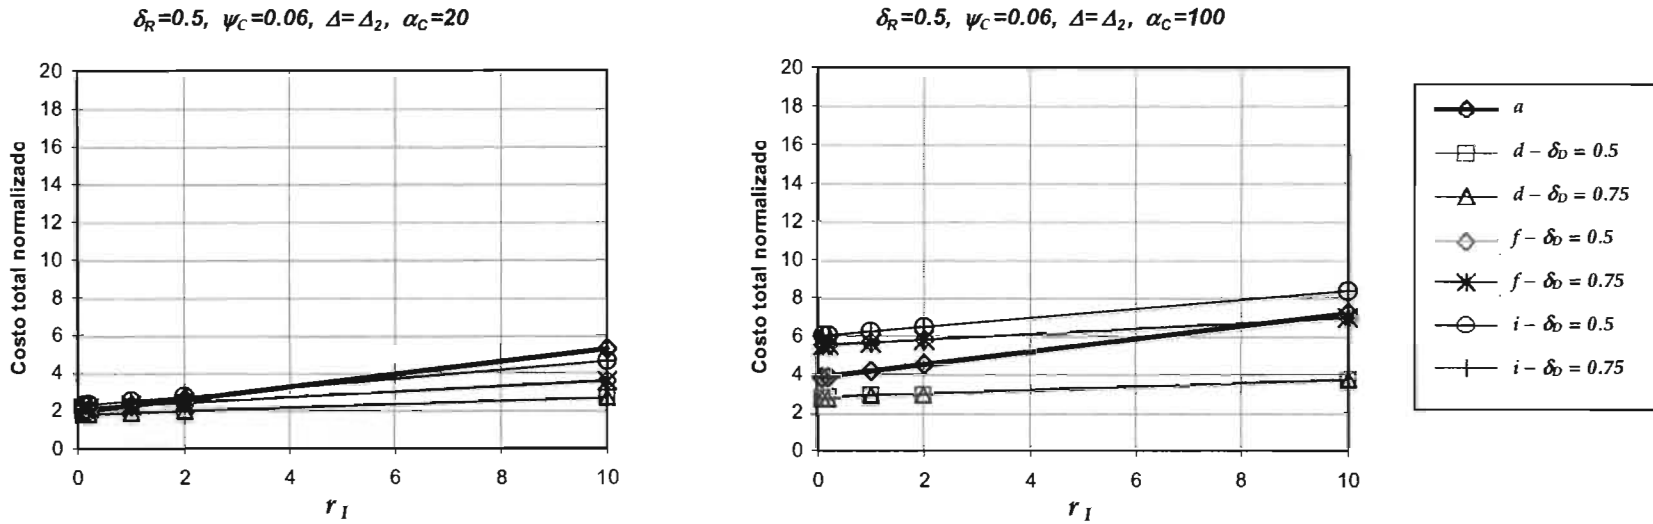 δR=0.5, ψC=0.06, Δ=Δ2, αC=20
20
18
16
14
12
10
8
6
4
2
0
Costo total normalizado
0 2 4 6 8 10
r I
δR=0.5, ψC=0.06, Δ=Δ2, αC=100
20
18
16
14
12
10
8
6
4
2
0
Costo total normalizado
0 2 4 6 8 10
r I
a
d – δD = 0.5
d – δD = 0.75
f – δD = 0.5
f – δD = 0.75
i – δD = 0.5
i – δD = 0.75